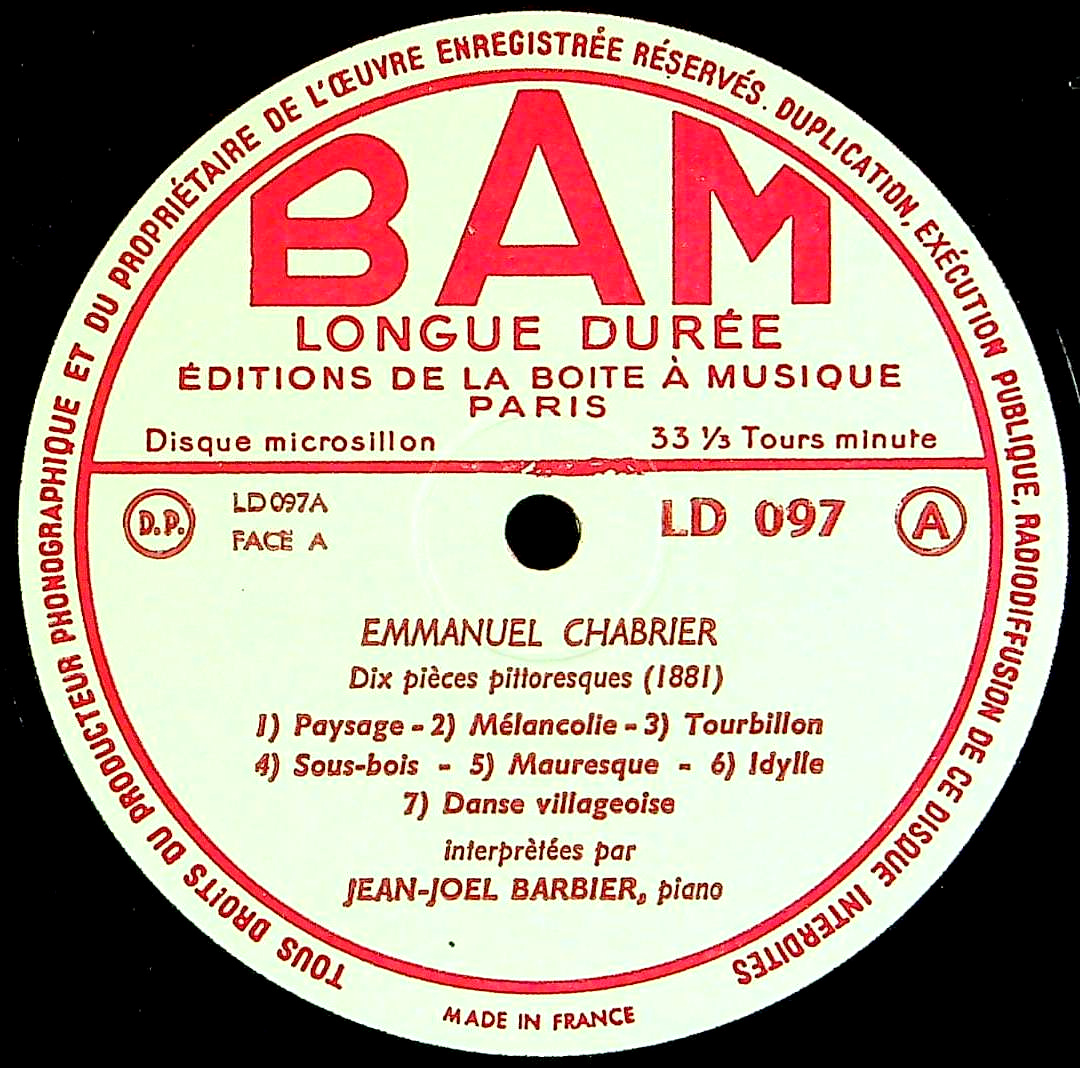 TOUS DROITS DU PRODUCTEUR PHONOGRAPHIQUE ET DU PROPRIÉTAIRE DE L'ŒUVRE ENREGISTRÉE RÉSERVÉS. DUPLICATION, EXÉCUTION PUBLIQUE, RADIODIFFUSION DE CE DISQUE INTERDITES
BAM
LONGUE DURÉE
ÉDITIONS DE LA BOITE À MUSIQUE
PARIS
Disque microsillon 33 ⅓ Tours minute
D.P. LD 097A LD 097 A
FACE A
EMMANUEL CHABRIER
Dix pièces pittoresques (1881)
1) Paysage - 2) Mélancolie - 3) Tourbillon
4) Sous-bois - 5) Mauresque - 6) Idylle
7) Danse villageoise
interprètées par
JEAN-JOEL BARBIER, piano
MADE IN FRANCE